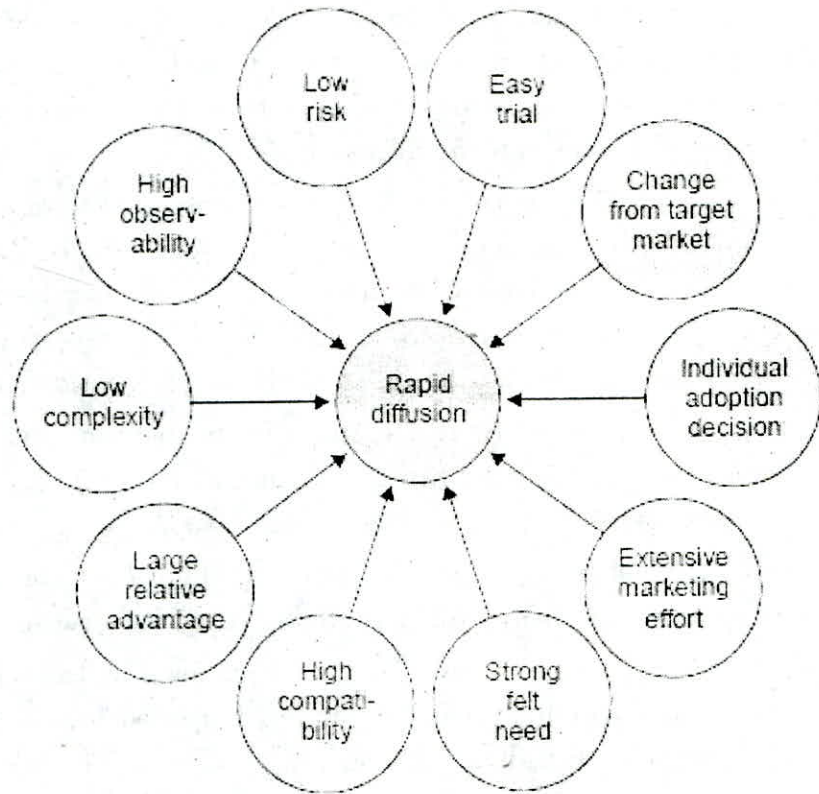 Low
risk
Easy
trial
High
observ-
ability
Change
from target
market
Low
complexity
Rapid
diffusion
Individual
adoption
decision
Large
relative
advantage
Extensive
marketing
effort
High
compati-
bility
Strong
felt
need